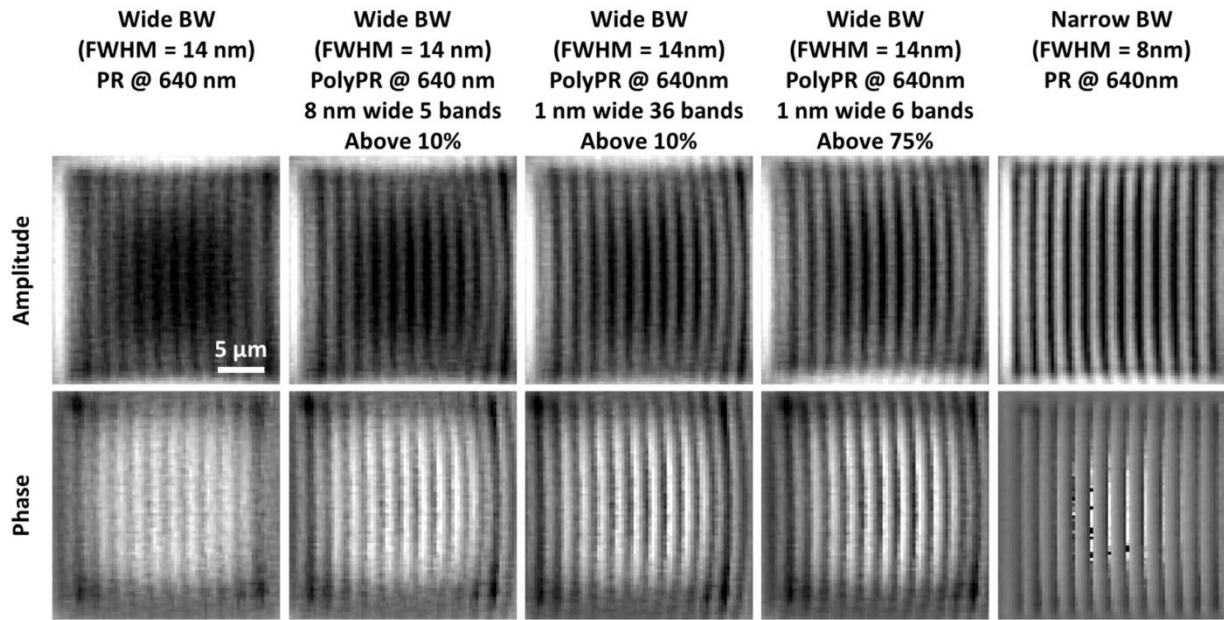 Wide BW
(FWHM = 14 nm)
PR @ 640 nm
Wide BW
(FWHM = 14 nm)
PolyPR @ 640 nm
8 nm wide 5 bands
Above 10%
Wide BW
(FWHM = 14nm)
PolyPR @ 640nm
1 nm wide 36 bands
Above 10%
Wide BW
(FWHM = 14nm)
PolyPR @ 640nm
1 nm wide 6 bands
Above 75%
Narrow BW
(FWHM = 8nm)
PR @ 640nm
Amplitude
5 μm
Phase